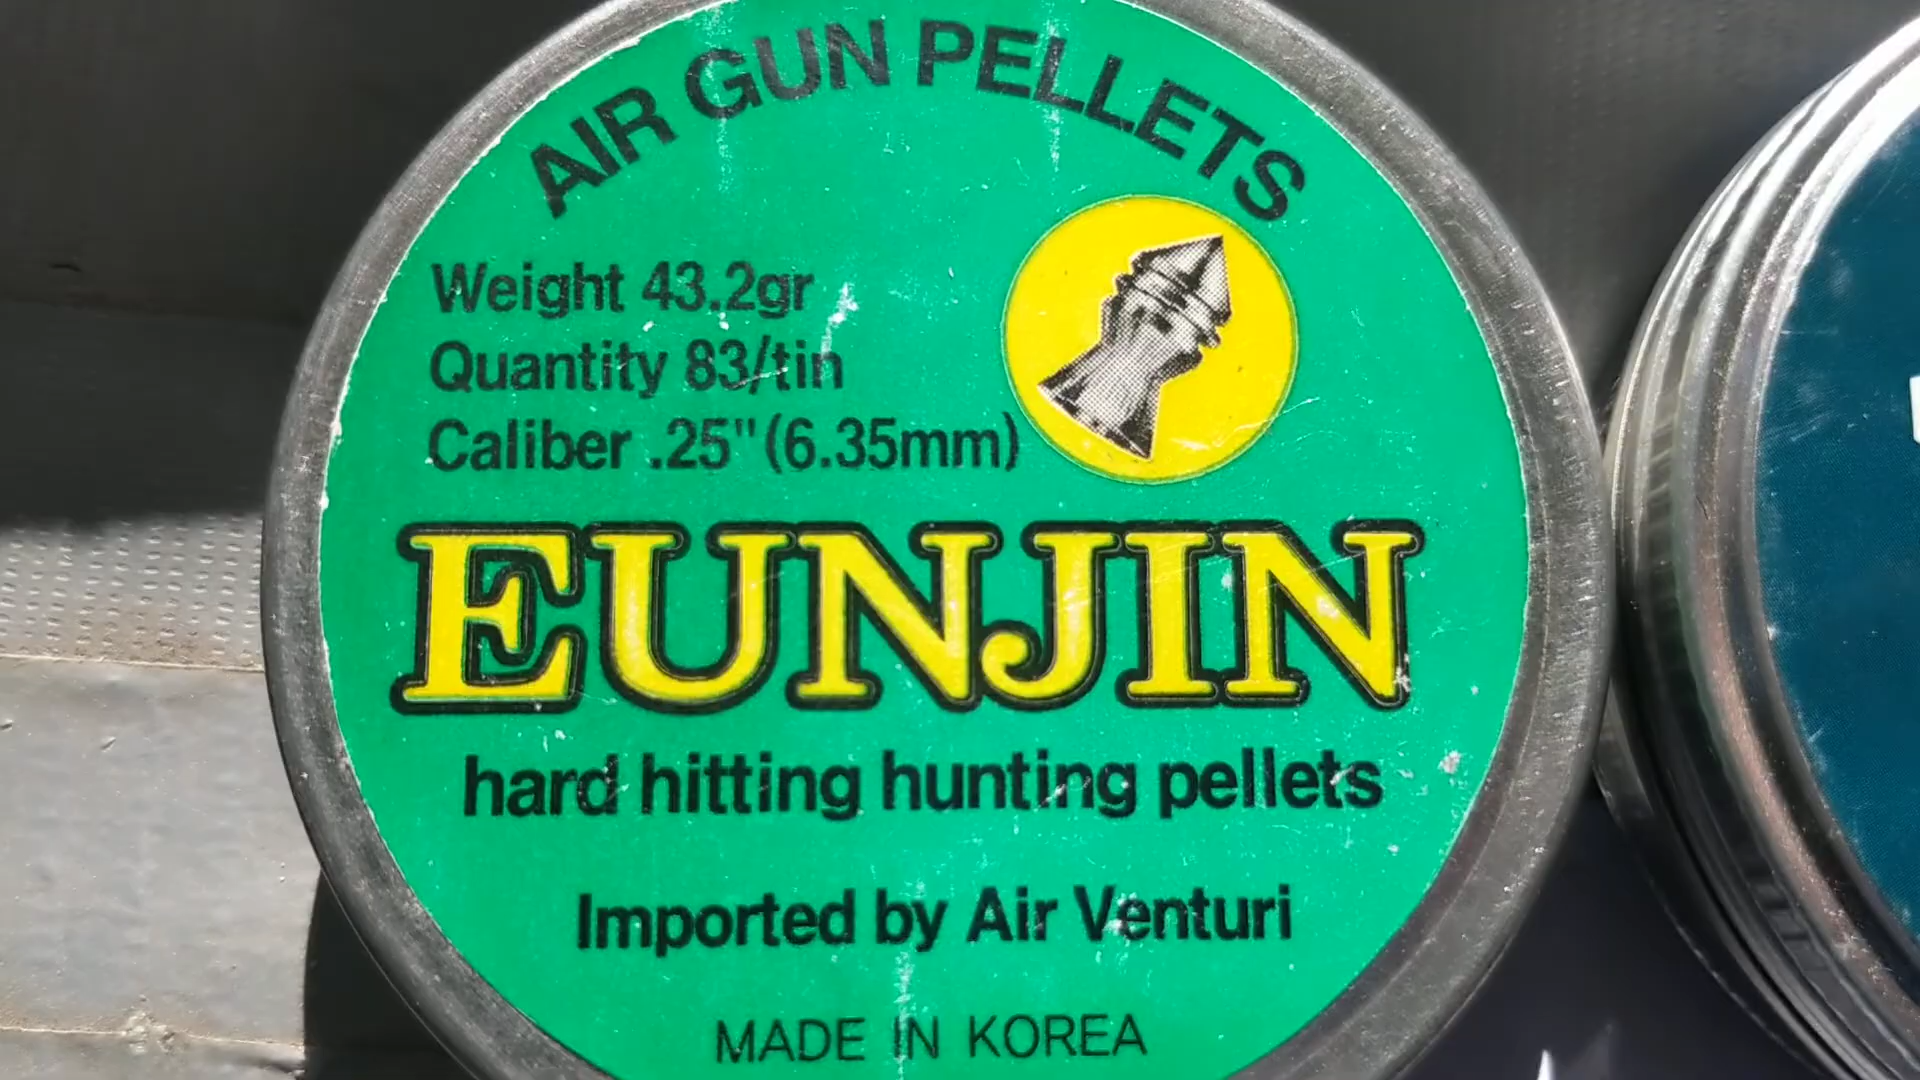 AIR GUN PELLETS
Weight 43.2gr
Quantity 83/tin
Caliber .25"(6.35mm)
EUNJIN
hard hitting hunting pellets
Imported by Air Venturi
MADE IN KOREA